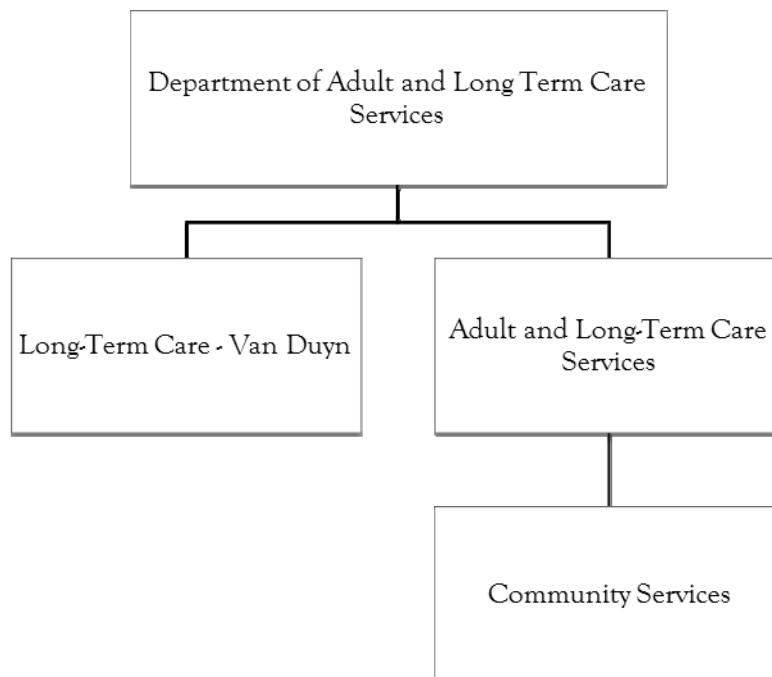 Department of Adult and Long Term Care
Services
Long-Term Care - Van Duyn
Adult and Long-Term Care
Services
Community Services